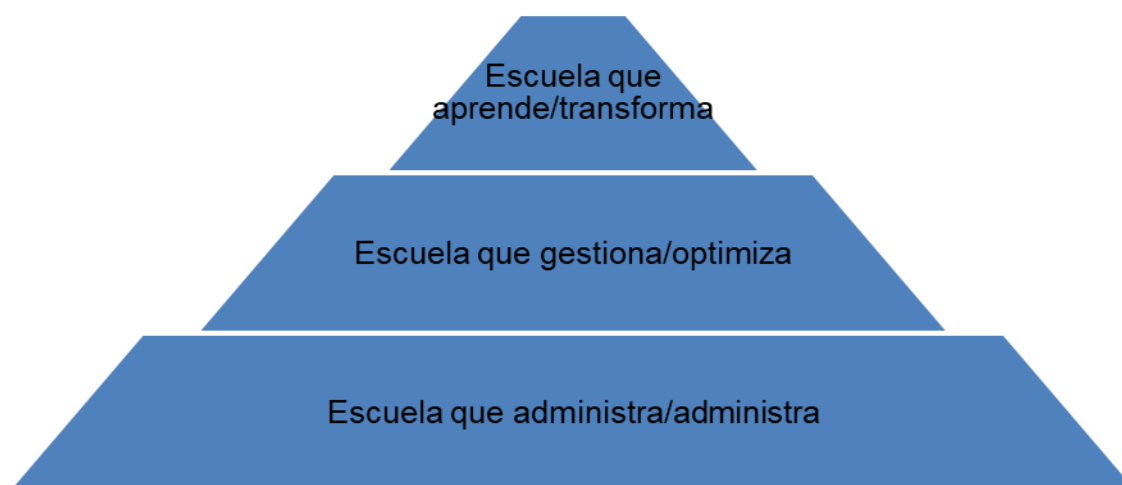 Escuela que
aprende/transforma
Escuela que gestiona/optimiza
Escuela que administra/administra